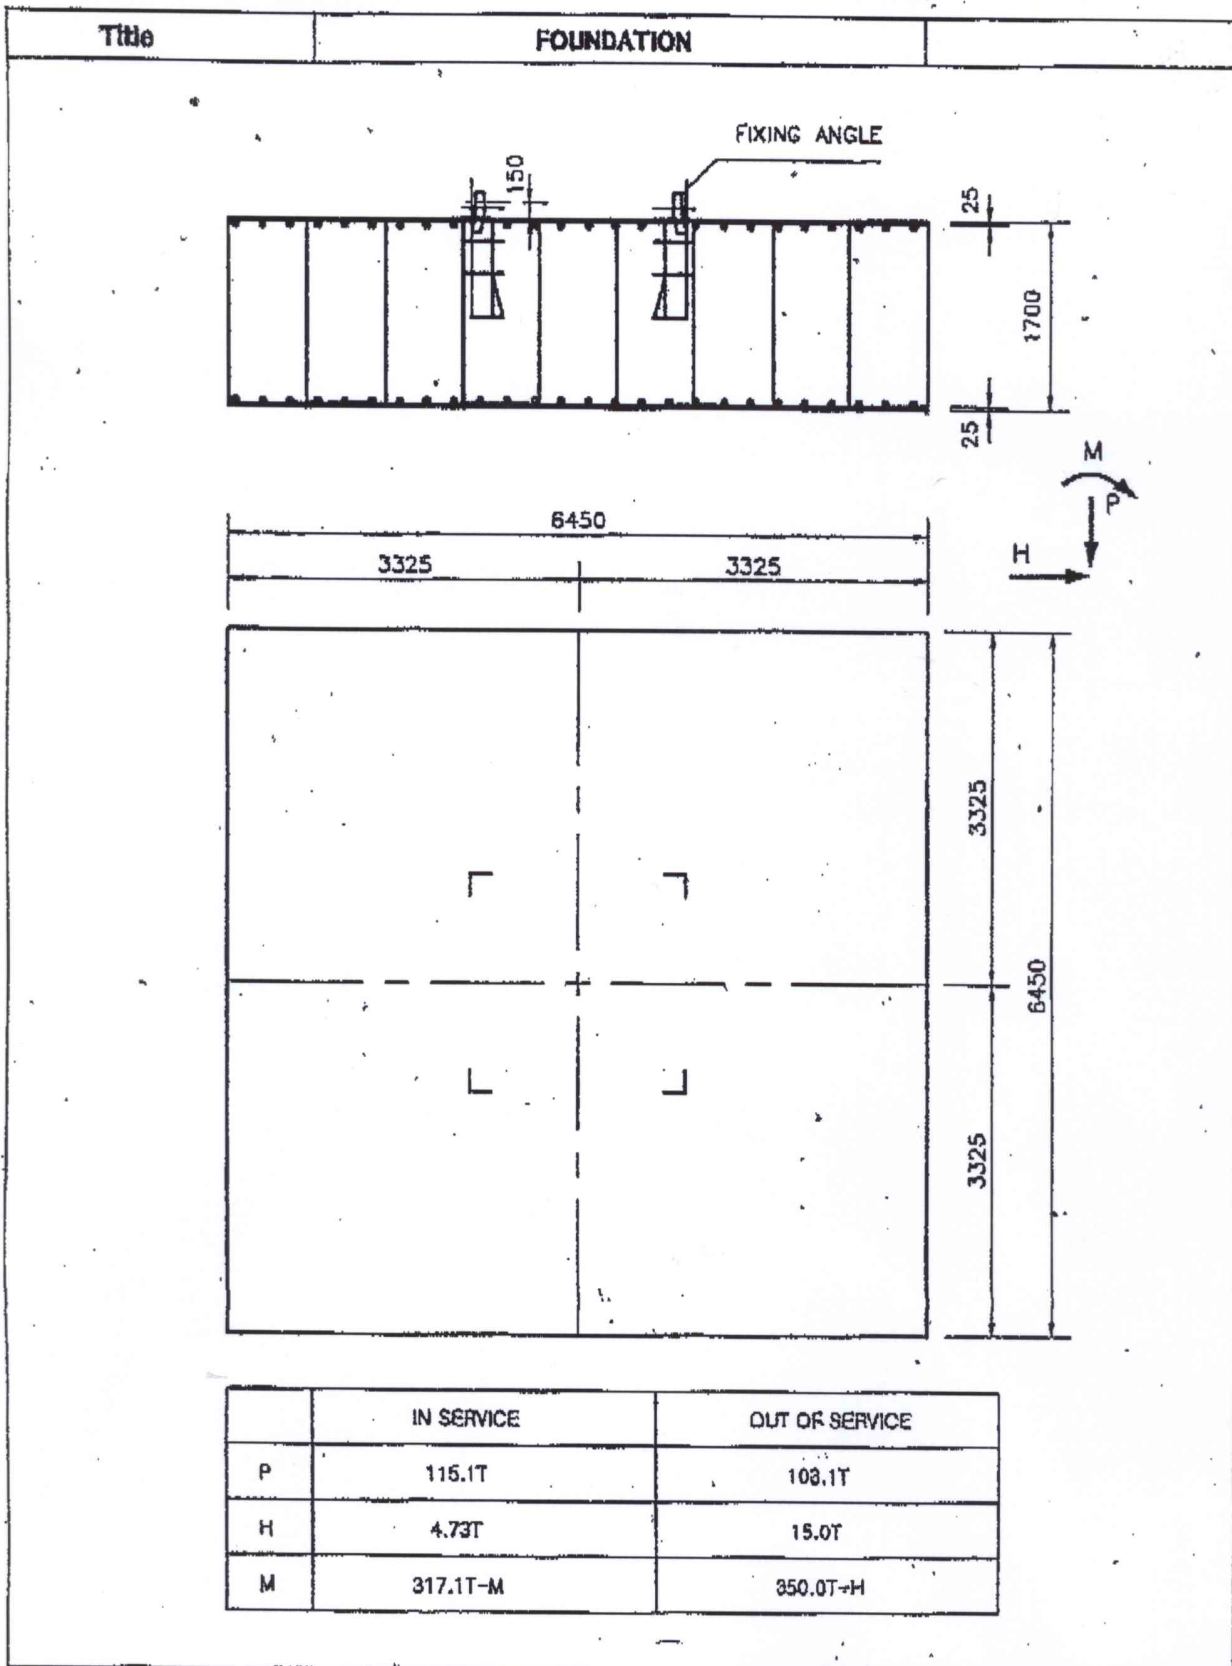 Title
FOUNDATION
FIXING ANGLE
150
25
1700
25
M
P
H
6450
3325 3325
3325
6450
3325
IN SERVICE OUT OF SERVICE
P 115.1T 103.1T
H 4.73T 15.0T
M 317.1T-M 350.0T-H